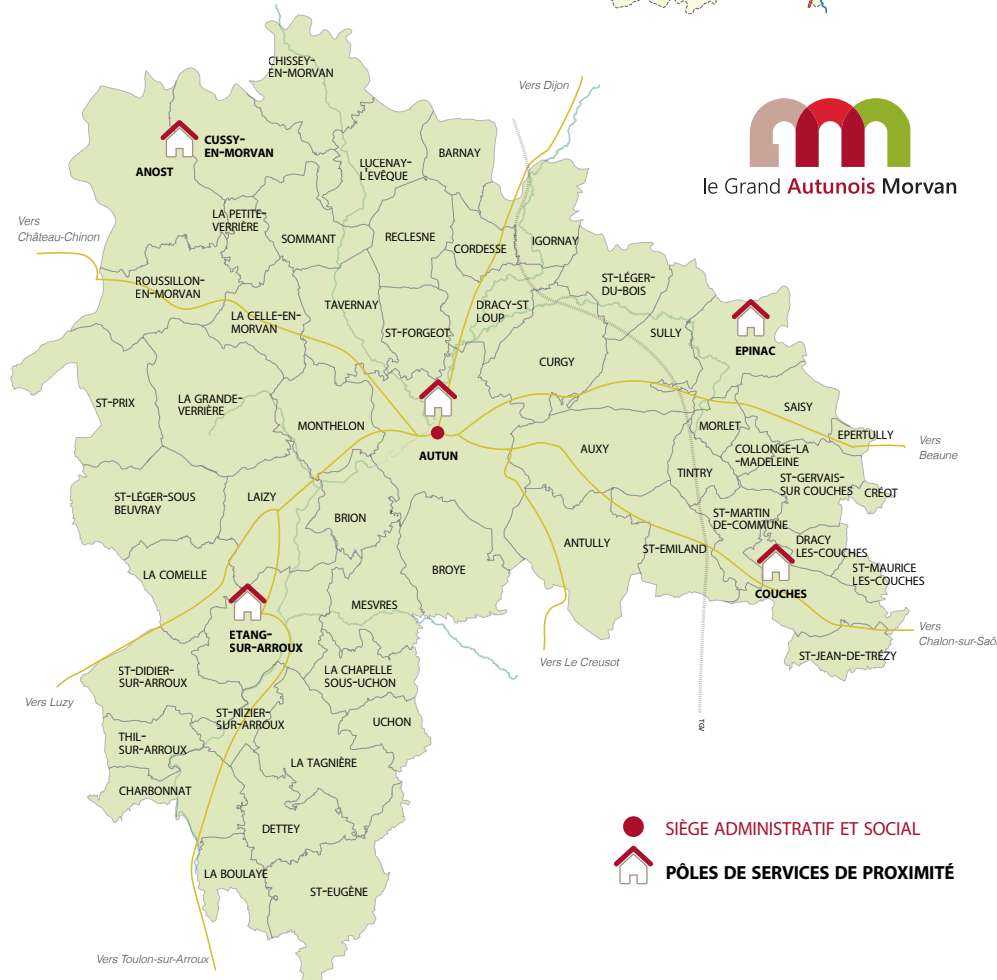 CHISSEY-
EN-MORVAN
Vers Dijon
CUSSY-
EN-MORVAN
ANOST
LUCENAY-
L'EVÊQUE
BARNAY
le Grand Autunois Morvan
Vers
Château-Chinon
LA PETITE-
VERRIÈRE
SOMMANT
RECLESNE
CORDESSE
IGORNAY
ROUSSILLON-
EN-MORVAN
LA CELLE-EN-
MORVAN
TAVERNAY
ST-FORGEOT
DRACY-ST
LOUP
ST-LÉGER-
DU-BOIS
SULLY
EPINAC
CURGY
ST-PRIX
LA GRANDE-
VERRIÈRE
MONTHELON
AUTUN
AUXY
SAISY
MORLET
EPERTULLY
Vers
Beaune
COLLONGE-LA
-MADELEINE
TINTRY
ST-GERVAIS-
SUR COUCHES
CRÉOT
ST-LÉGER-SOUS
BEUVRAY
LAIZY
BRION
ST-MARTIN
DE-COMMUNE
ANTULLY
ST-EMILAND
DRACY
LES-COUCHES
LA COMELLE
BROYE
ST-MAURICE
LES-COUCHES
COUCHES
MESVRES
ETANG-
SUR-ARROUX
Vers
Chalon-sur-Saô
ST-JEAN-DE-TRÉZY
Vers Le Creusot
ST-DIDIER-
SUR-ARROUX
LA CHAPELLE
SOUS-UCHON
Vers Luzy
ST-NIZIER-
SUR-ARROUX
UCHON
TGV
THIL-
SUR-ARROUX
LA TAGNIÈRE
CHARBONNAT
DETTEY
SIÈGE ADMINISTRATIF ET SOCIAL
PÔLES DE SERVICES DE PROXIMITÉ
LA BOULAYE
ST-EUGÈNE
Vers Toulon-sur-Arroux